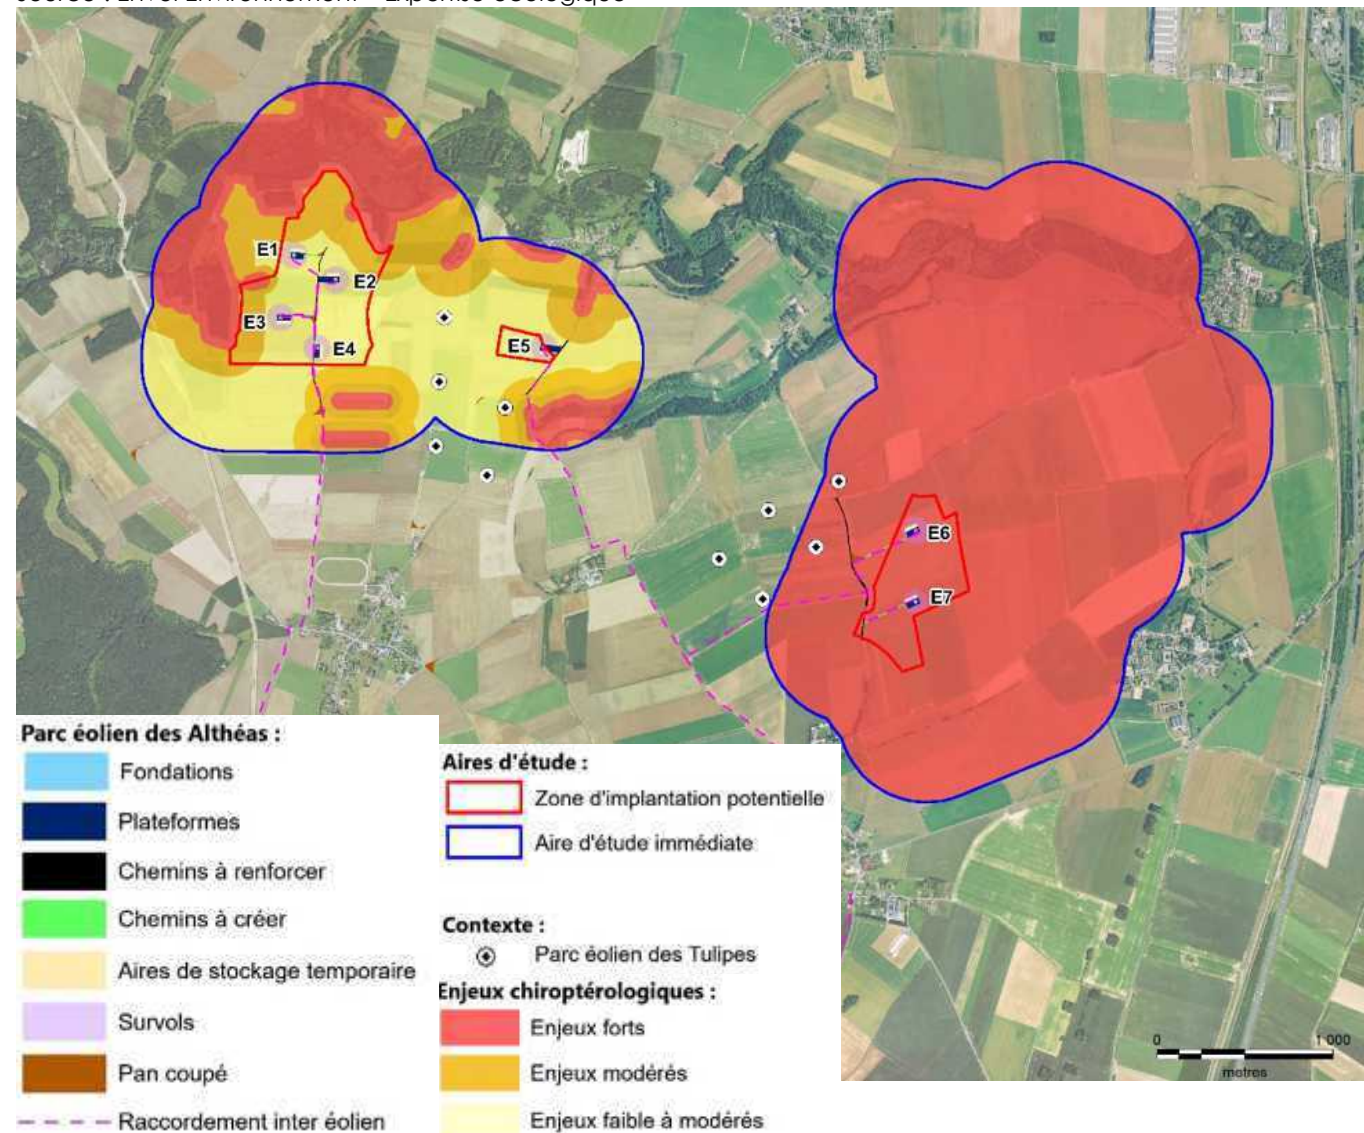 E1
E2
E3
E4
E5
E6
E7
Parc éolien des Althéas :
Fondations
Plateformes
Chemins à renforcer
Chemins à créer
Aires de stockage temporaire
Survols
Pan coupé
Raccordement inter éolien
Aires d'étude :
Zone d'implantation potentielle
Aire d'étude immédiate
Contexte :
Parc éolien des Tulipes
Enjeux chiroptérologiques :
Enjeux forts
Enjeux modérés
Enjeux faible à modérés
0 1 000
metres